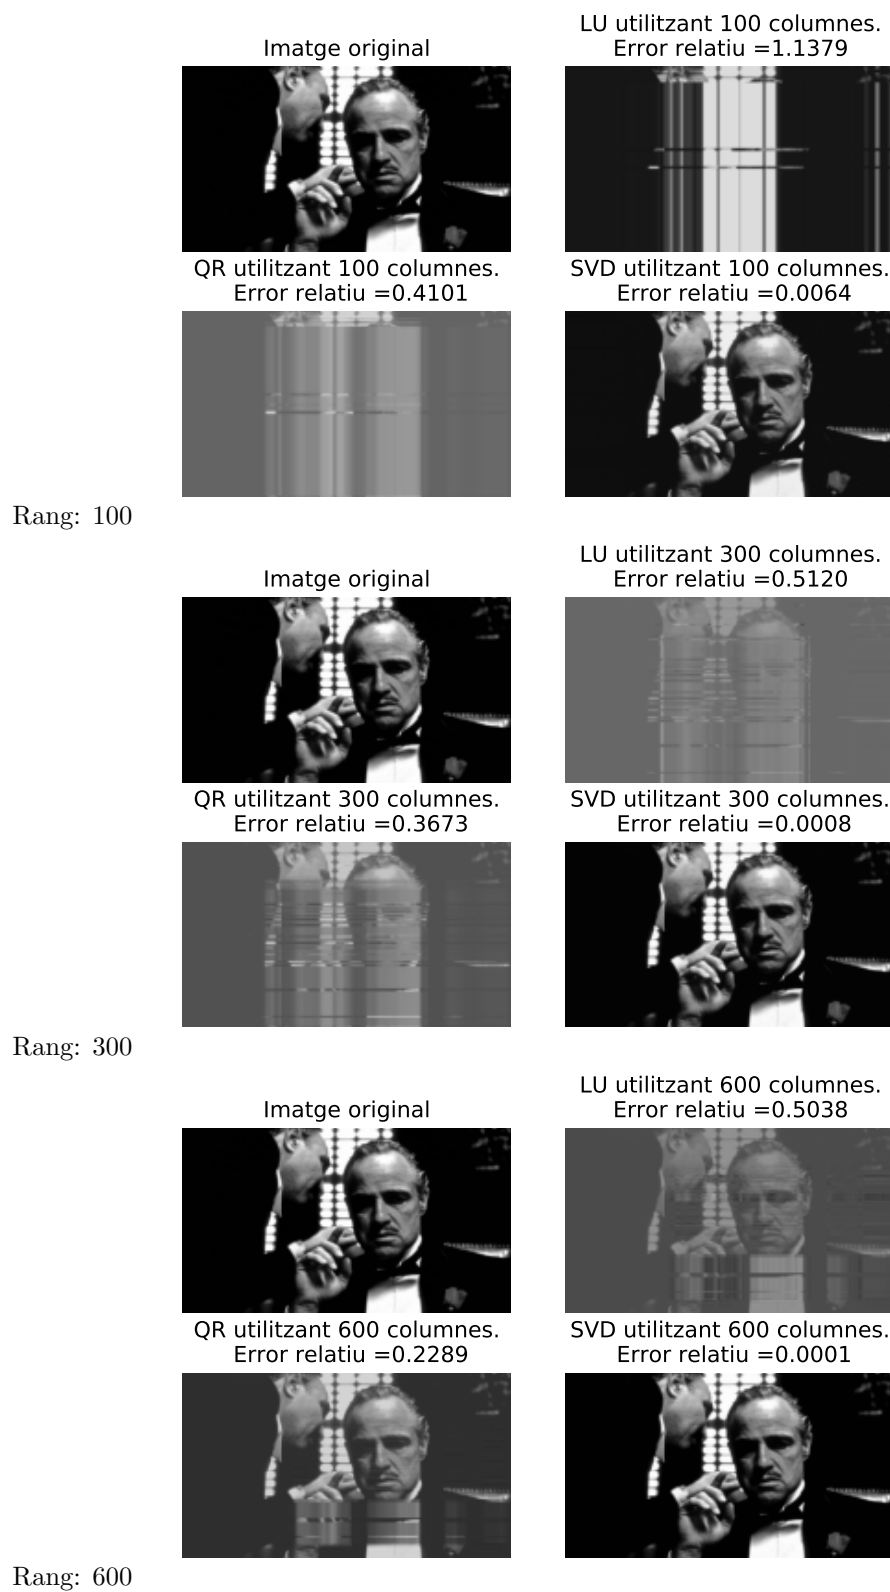 Imatge original
LU utilitzant 100 columnes.
Error relatiu =1.1379
QR utilitzant 100 columnes.
Error relatiu =0.4101
SVD utilitzant 100 columnes.
Error relatiu =0.0064
Rang: 100
Imatge original
LU utilitzant 300 columnes.
Error relatiu =0.5120
QR utilitzant 300 columnes.
Error relatiu =0.3673
SVD utilitzant 300 columnes.
Error relatiu =0.0008
Rang: 300
Imatge original
LU utilitzant 600 columnes.
Error relatiu =0.5038
QR utilitzant 600 columnes.
Error relatiu =0.2289
SVD utilitzant 600 columnes.
Error relatiu =0.0001
Rang: 600